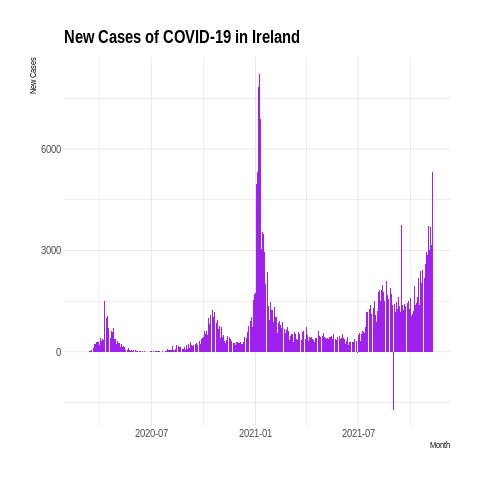 New Cases of COVID-19 in Ireland
New Cases
6000
3000
0
2020-07 2021-01 2021-07
Month